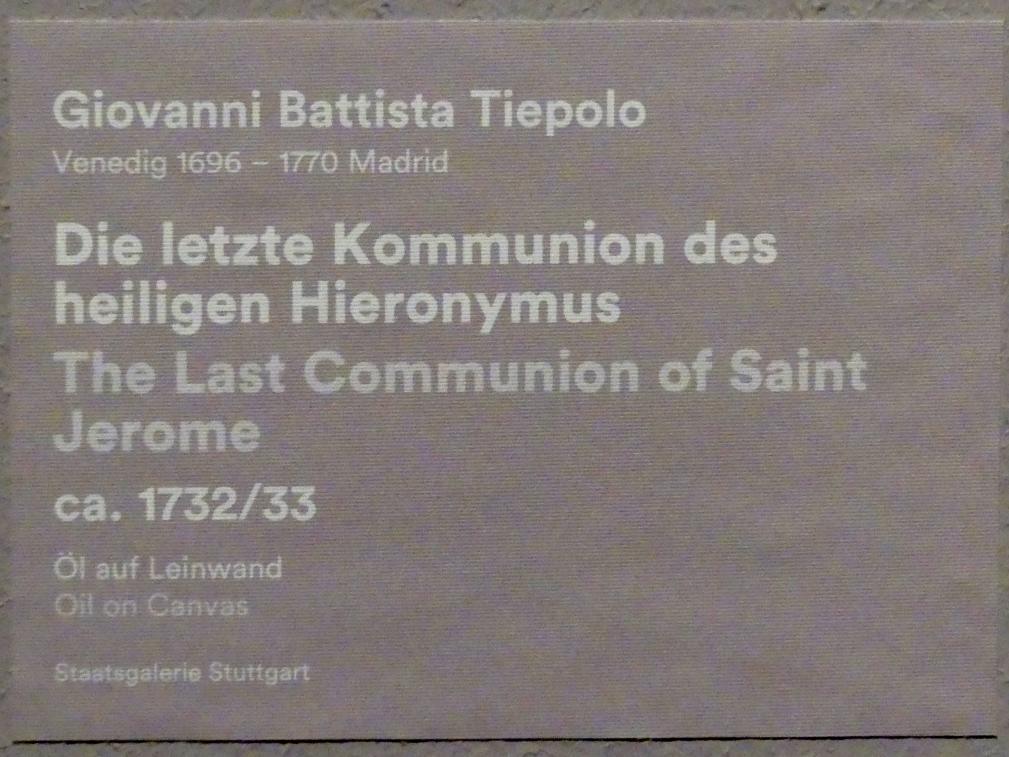 Giovanni Battista Tiepolo
Venedig 1696 – 1770 Madrid
Die letzte Kommunion des
heiligen Hieronymus
The Last Communion of Saint
Jerome
ca. 1732/33
Öl auf Leinwand
Oil on Canvas
Staatsgalerie Stuttgart